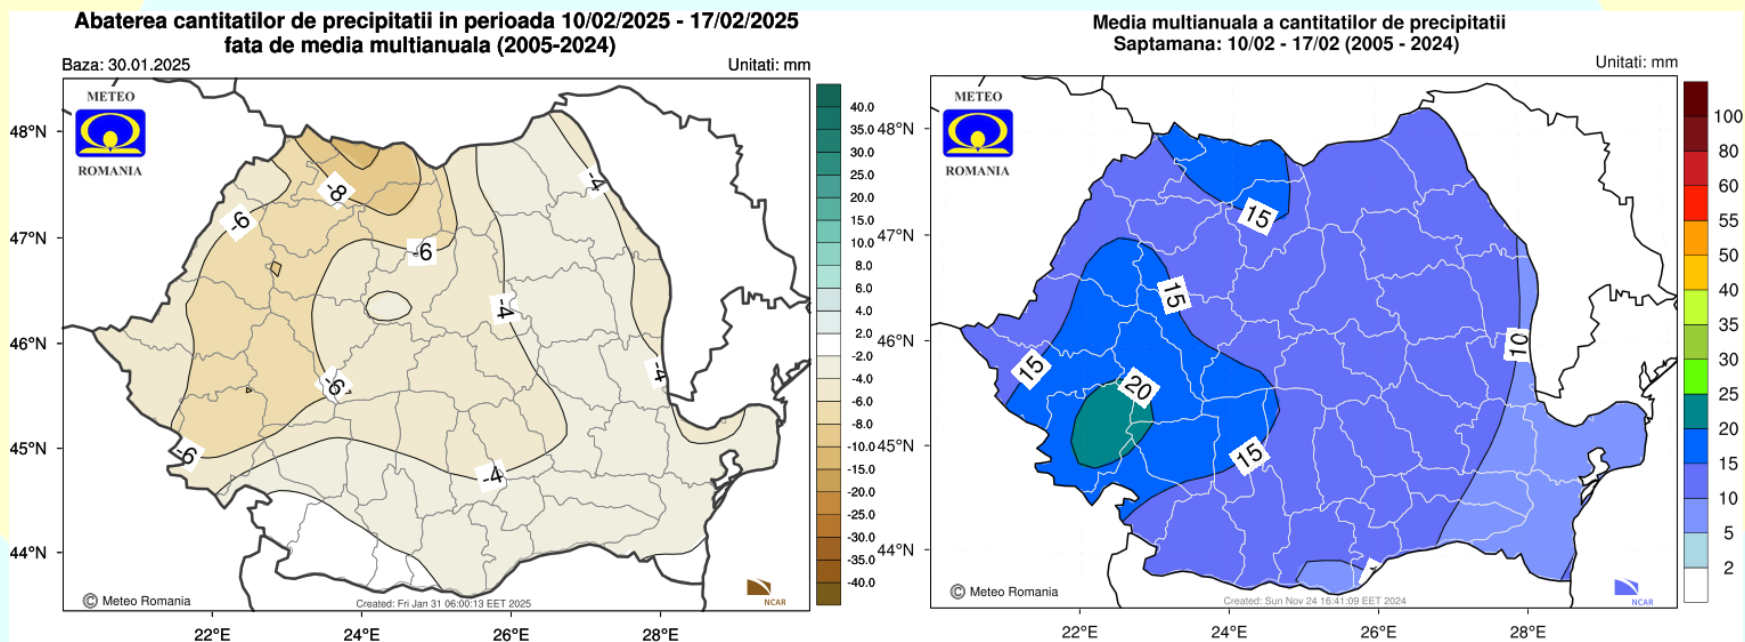 Abaterea cantitatilor de precipitatii in perioada 10/02/2025 - 17/02/2025
fata de media multianuala (2005-2024)
Baza: 30.01.2025
Unitati: mm
METEO
ROMANIA
48°N
47°N
46°N
45°N
44°N
22°E
24°E
26°E
28°E
-8
-6
-6
-4
-4
-4
-6
-6
-4
40.0
35.0
30.0
25.0
20.0
15.0
10.0
8.0
6.0
4.0
2.0
-2.0
-4.0
-6.0
-8.0
-10.0
-15.0
-20.0
-25.0
-30.0
-35.0
-40.0
© Meteo Romania
Created: Fri Jan 31 06:00:13 EET 2025
NCAR
Media multianuala a cantitatilor de precipitatii
Saptamana: 10/02 - 17/02 (2005 - 2024)
Unitati: mm
METEO
ROMANIA
48°N
47°N
46°N
45°N
44°N
22°E
24°E
26°E
28°E
15
15
10
15
20
15
100
80
60
55
50
40
35
30
25
20
15
10
5
2
© Meteo Romania
Created: Sun Nov 24 16:41:09 EET 2024
NCAR